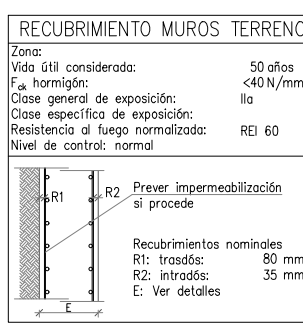 RECUBRIMIENTO MUROS TERRENO
Zona:
Vida útil considerada: 50 años
Fck hormigón: <40 N/mm
Clase general de exposición: IIa
Clase específica de exposición:
Resistencia al fuego normalizada: REI 60
Nivel de control: normal
R1
R2
Prever impermeabilización
si procede
Recubrimientos nominales
R1: trasdós: 80 mm
R2: intradós: 35 mm
E: Ver detalles
E